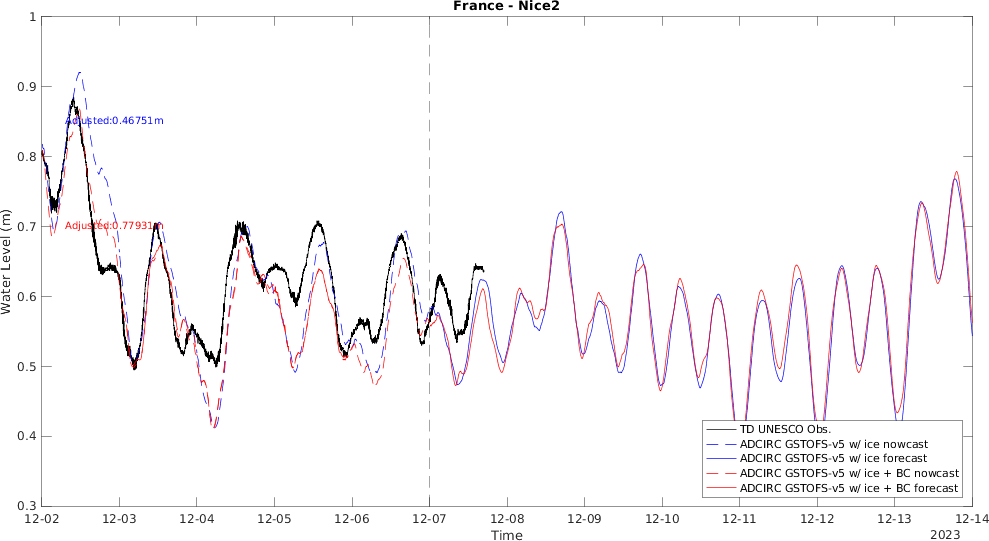 France - Nice2
1
0.9
0.8
0.7
0.6
0.5
0.4
0.3
Water Level (m)
Adjusted:0.46751m
Adjusted:0.77931m
TD UNESCO Obs.
ADCIRC GSTOFS-v5 w/ ice nowcast
ADCIRC GSTOFS-v5 w/ ice forecast
ADCIRC GSTOFS-v5 w/ ice + BC nowcast
ADCIRC GSTOFS-v5 w/ ice + BC forecast
12-02 12-03 12-04 12-05 12-06 12-07 12-08 12-09 12-10 12-11 12-12 12-13 12-14
Time
2023